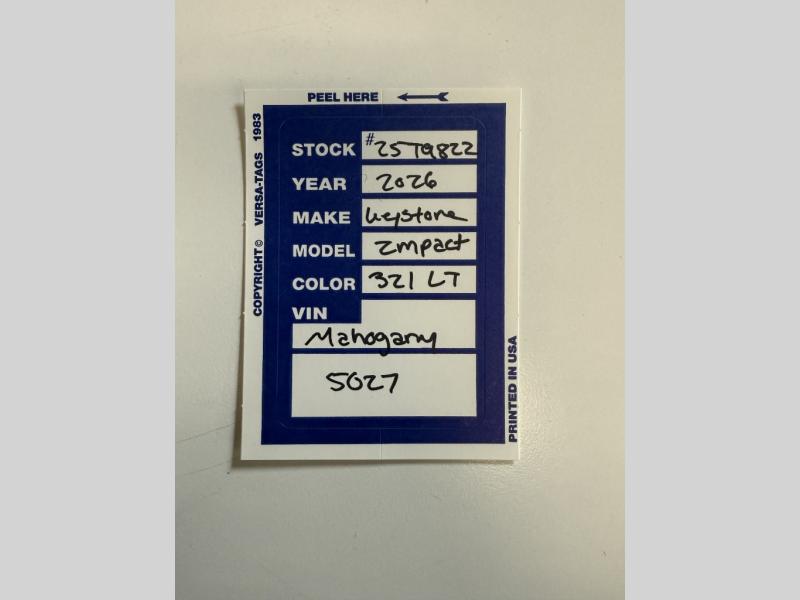 PEEL HERE
COPYRIGHT © VERSA-TAGS 1983
STOCK # 25T9822
YEAR 2026
MAKE Keystone
MODEL Impact
COLOR 321 LT
VIN
Mahogany
5027
PRINTED IN USA